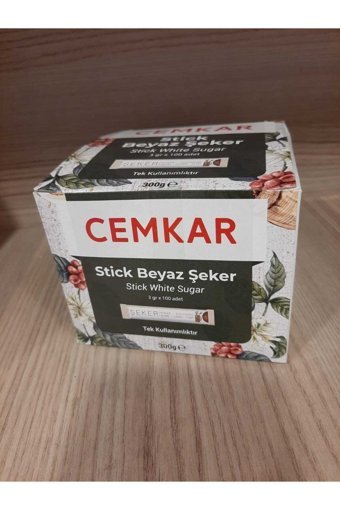 CEMKAR
Stick
Beyaz Şeker
Stick White Sugar
3 gr x 100 adet
ŞEKER
Tek Kullanımlıktır
300g ℮
CEMKAR
Stick Beyaz Şeker
Stick White Sugar
3 gr x 100 adet
ŞEKER
Tek Kullanımlıktır
300g ℮